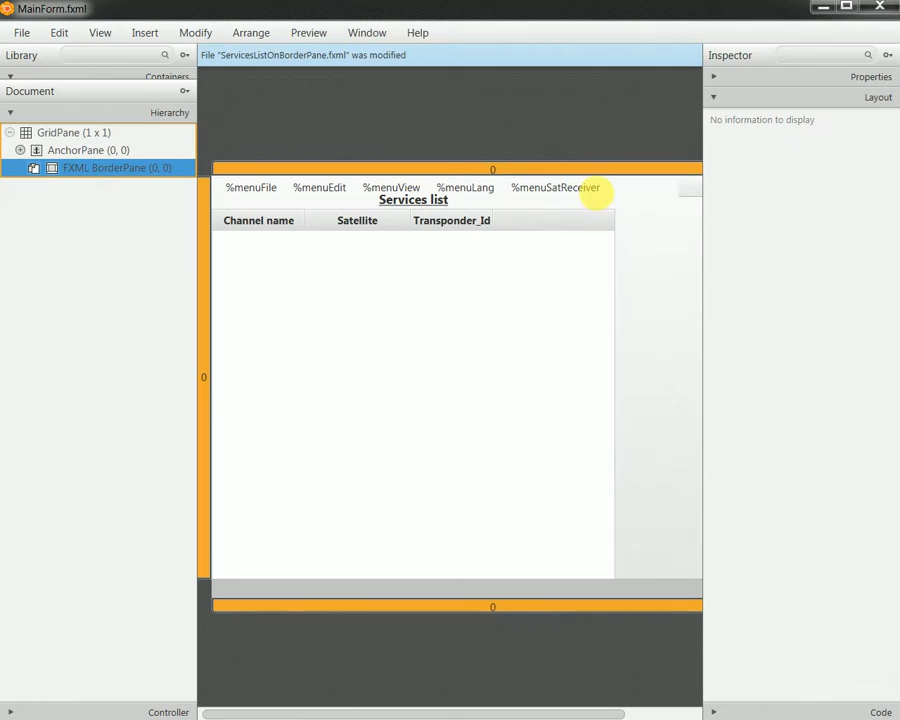 MainForm.fxml
File Edit View Insert Modify Arrange Preview Window Help
Library
File "ServicesListOnBorderPane.fxml" was modified
Inspector
Containers
Properties
Document
Layout
Hierarchy
No information to display
GridPane (1 x 1)
AnchorPane (0, 0)
FXML BorderPane (0, 0)
0
%menuFile %menuEdit %menuView %menuLang %menuSatReceiver
Services list
Channel name Satellite Transponder_Id
0
0
Controller
Code